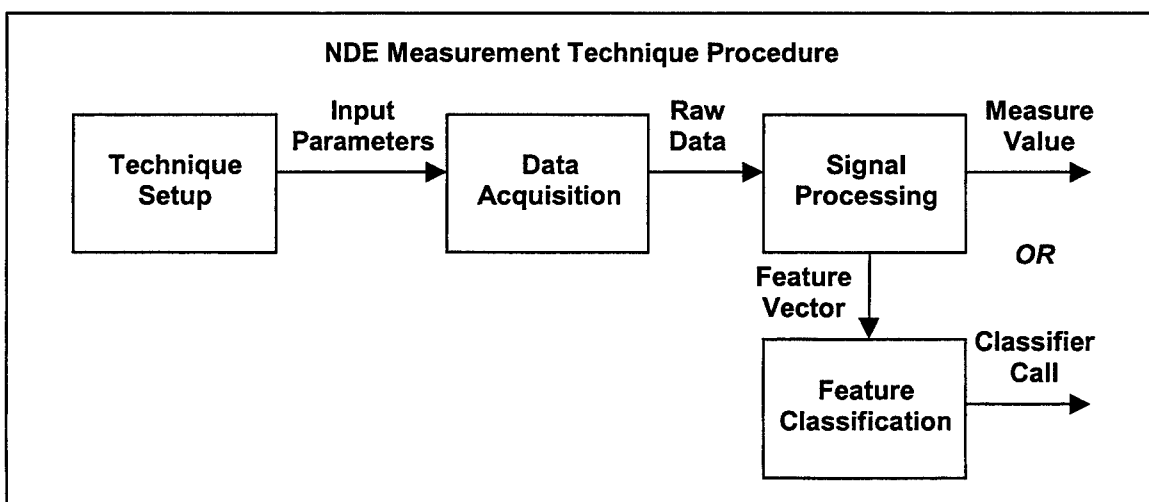 NDE Measurement Technique Procedure
Input
Parameters
Raw
Data
Measure
Value
Technique
Setup
Data
Acquisition
Signal
Processing
OR
Feature
Vector
Classifier
Call
Feature
Classification